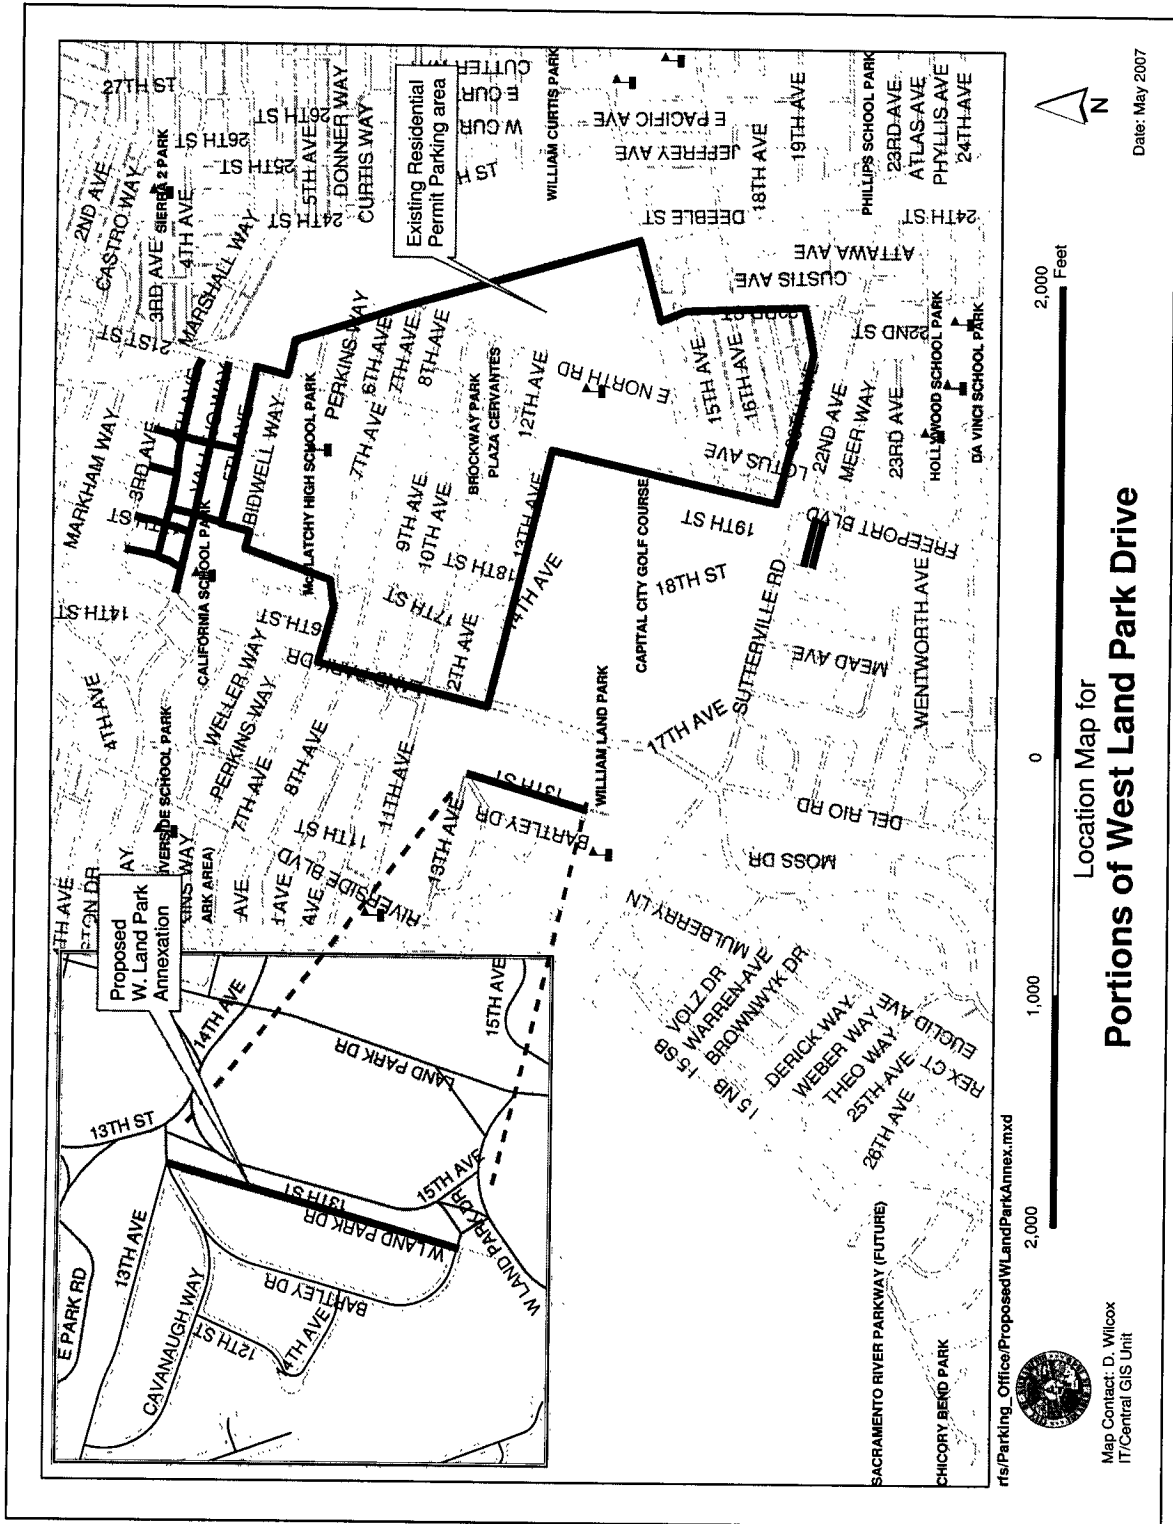 Proposed
W. Land Park
Annexation
Existing Residential
Permit Parking area
E PARK RD
13TH AVE
CAVANAUGH WAY
12TH ST
14TH AVE
BARTLEY DR
W LAND PARK DR
13TH ST
13TH ST
14TH AVE
LAND PARK DR
15TH AVE
15TH AVE
W LAND PARK DR
MARKHAM WAY
2ND AVE
CASTRO WAY
3RD AVE
SIERRA 2 PARK
4TH AVE
MARSHALL WAY
21ST ST
27TH ST
26TH ST
26TH ST
25TH ST
24TH ST
5TH AVE
DONNER WAY
CURTIS WAY
3RD AVE
14TH ST
4TH AVE
CALIFORNIA SCHOOL PARK
BIDWELL WAY
McCLATCHY HIGH SCHOOL PARK
PERKINS WAY
6TH AVE
7TH AVE
8TH AVE
7TH AVE
9TH AVE
10TH AVE
BROCKWAY PARK
PLAZA CERVANTES
12TH AVE
13TH AVE
14TH AVE
18TH ST
17TH ST
2TH AVE
6TH ST
WELLER WAY
PERKINS WAY
7TH AVE
8TH AVE
11TH AVE
11TH ST
RIVERSIDE BLVD
13TH AVE
13TH ST
BARTLEY DR
WILLIAM LAND PARK
CAPITAL CITY GOLF COURSE
E NORTH RD
WILLIAM CURTIS PARK
E PACIFIC AVE
JEFFREY AVE
DEEBLE ST
18TH AVE
19TH AVE
CUSTIS AVE
ATTAWA AVE
15TH AVE
16TH AVE
LOTUS AVE
19TH ST
18TH ST
17TH AVE
SUTTERVILLE RD
22ND AVE
MEER WAY
23RD AVE
22ND ST
24TH ST
PHILLIPS SCHOOL PARK
23RD AVE
ATLAS AVE
PHYLLIS AVE
24TH AVE
HOLLYWOOD SCHOOL PARK
DA VINCI SCHOOL PARK
FREEPORT BLVD
WENTWORTH AVE
MEAD AVE
DEL RIO RD
MOSS DR
MULBERRY LN
VOLZ DR
WARREN AVE
BROWNWYK DR
I 5 SB
I 5 NB
DERICK WAY
WEBER WAY
THEO WAY
25TH AVE
26TH AVE
EUCLID AVE
REX CT
SACRAMENTO RIVER PARKWAY (FUTURE)
CHICORY BEND PARK
rfs/Parking_Office/ProposedWLandParkAnnex.mxd
2,000 1,000 0 2,000
Feet
N
Location Map for
Portions of West Land Park Drive
Map Contact: D. Wilcox
IT/Central GIS Unit
Date: May 2007